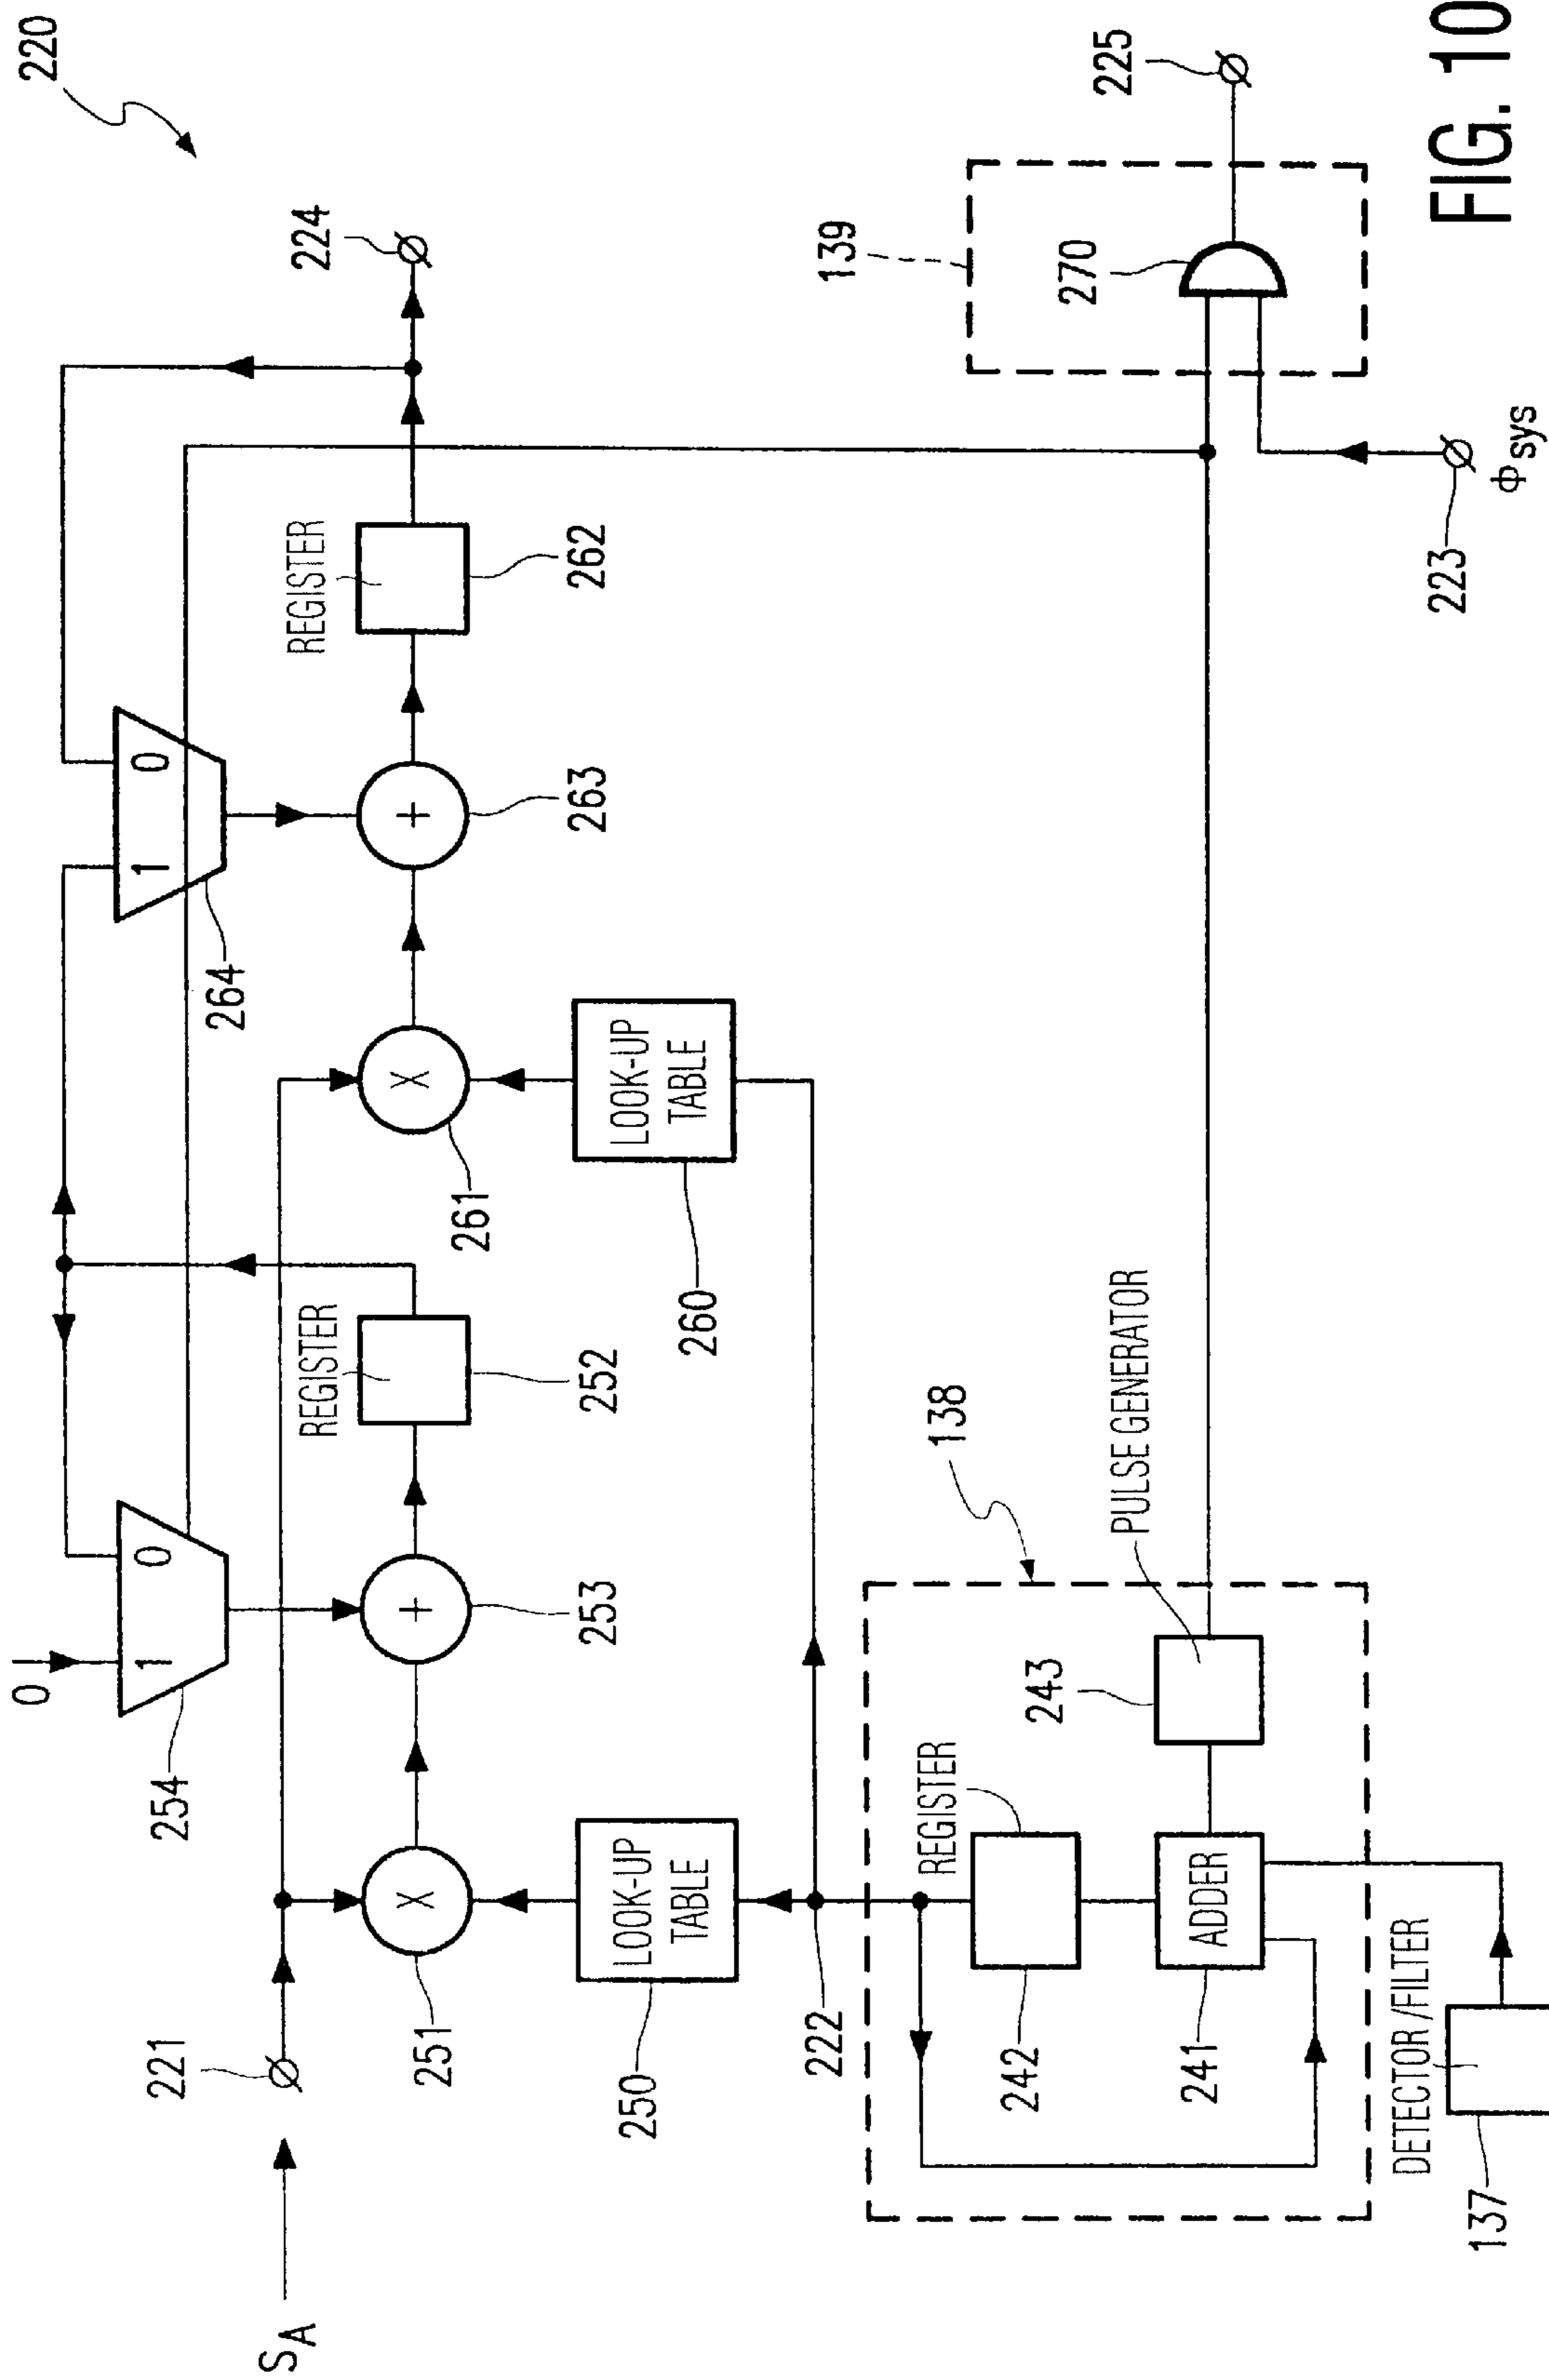 220
0
1 0
254
1 0
264
REGISTER
252
REGISTER
262
224
SA
221
X
251
+
253
X
261
+
263
LOOK-UP
TABLE
250
LOOK-UP
TABLE
260
222
138
REGISTER
242
ADDER
241
243
PULSE GENERATOR
DETECTOR/FILTER
137
139
270
225
223
Φsys
FIG. 10